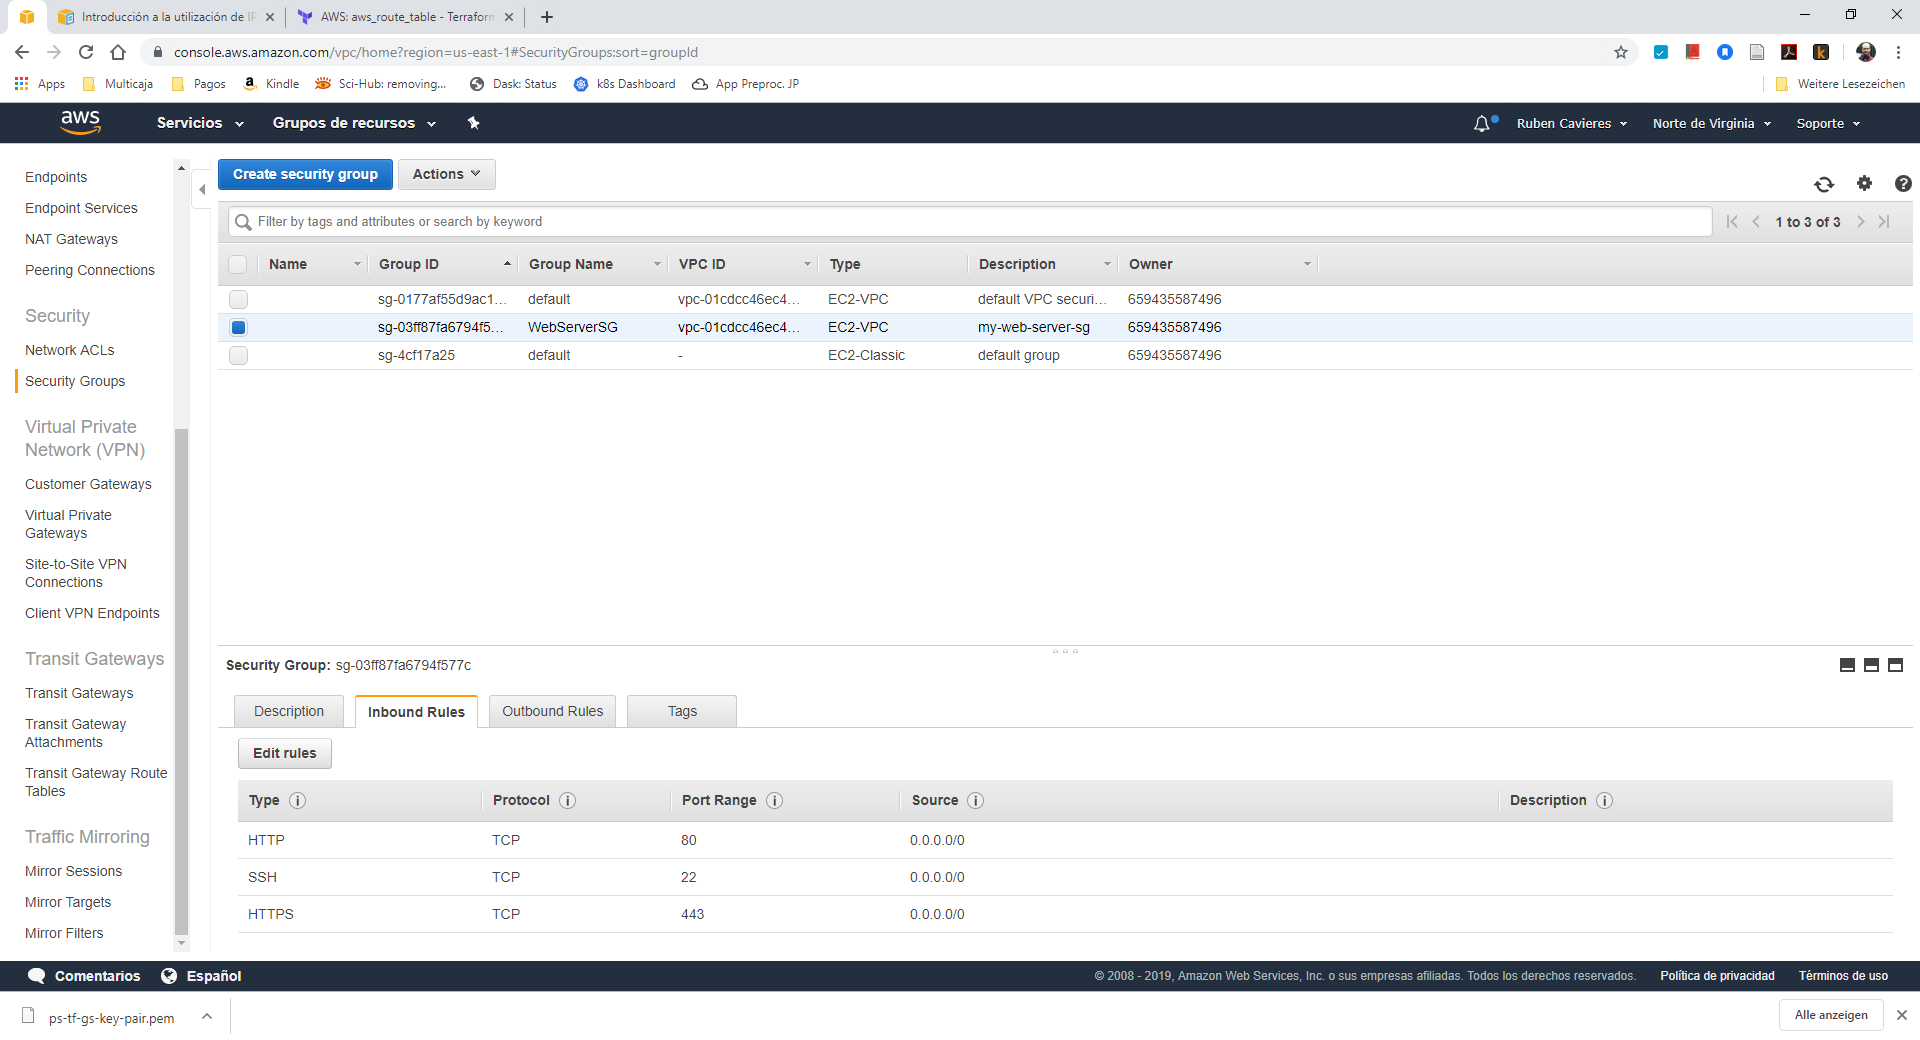 Introducción a la utilización de IP
AWS: aws_route_table - Terraform
console.aws.amazon.com/vpc/home?region=us-east-1#SecurityGroups:sort=groupId
Apps
Multicaja
Pagos
Kindle
Sci-Hub: removing...
Dask: Status
k8s Dashboard
App Preproc. JP
Weitere Lesezeichen
aws
Servicios
Grupos de recursos
Ruben Cavieres
Norte de Virginia
Soporte
Endpoints
Endpoint Services
NAT Gateways
Peering Connections
Security
Network ACLs
Security Groups
Virtual Private
Network (VPN)
Customer Gateways
Virtual Private
Gateways
Site-to-Site VPN
Connections
Client VPN Endpoints
Transit Gateways
Transit Gateways
Transit Gateway
Attachments
Transit Gateway Route
Tables
Traffic Mirroring
Mirror Sessions
Mirror Targets
Mirror Filters
Create security group
Actions
Filter by tags and attributes or search by keyword
1 to 3 of 3
Name Group ID Group Name VPC ID Type Description Owner
sg-0177af55d9ac1... default vpc-01cdcc46ec4... EC2-VPC default VPC securi... 659435587496
sg-03ff87fa6794f5... WebServerSG vpc-01cdcc46ec4... EC2-VPC my-web-server-sg 659435587496
sg-4cf17a25 default - EC2-Classic default group 659435587496
Security Group: sg-03ff87fa6794f577c
Description
Inbound Rules
Outbound Rules
Tags
Edit rules
Type Protocol Port Range Source Description
HTTP TCP 80 0.0.0.0/0
SSH TCP 22 0.0.0.0/0
HTTPS TCP 443 0.0.0.0/0
Comentarios
Español
© 2008 - 2019, Amazon Web Services, Inc. o sus empresas afiliadas. Todos los derechos reservados.
Política de privacidad
Términos de uso
ps-tf-gs-key-pair.pem
Alle anzeigen